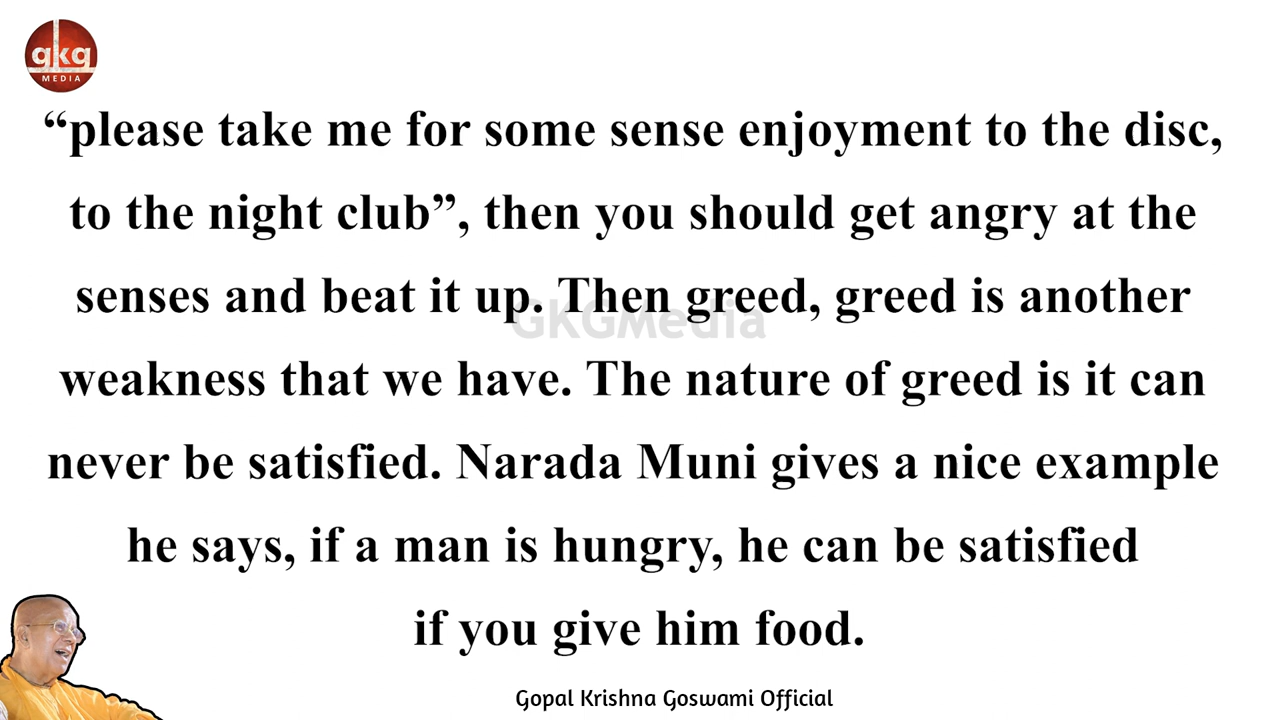 gkg
MEDIA
“please take me for some sense enjoyment to the disc,
to the night club”, then you should get angry at the
senses and beat it up. Then greed, greed is another
GKGMedia
weakness that we have. The nature of greed is it can
never be satisfied. Narada Muni gives a nice example
he says, if a man is hungry, he can be satisfied
if you give him food.
Gopal Krishna Goswami Official